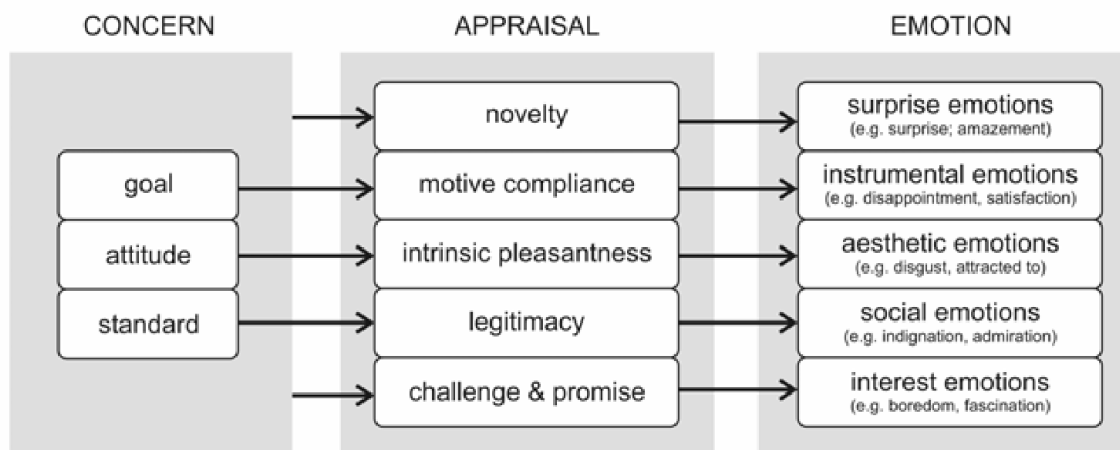 CONCERN
APPRAISAL
EMOTION
goal
attitude
standard
novelty
motive compliance
intrinsic pleasantness
legitimacy
challenge & promise
surprise emotions
(e.g. surprise; amazement)
instrumental emotions
(e.g. disappointment, satisfaction)
aesthetic emotions
(e.g. disgust, attracted to)
social emotions
(e.g. indignation, admiration)
interest emotions
(e.g. boredom, fascination)